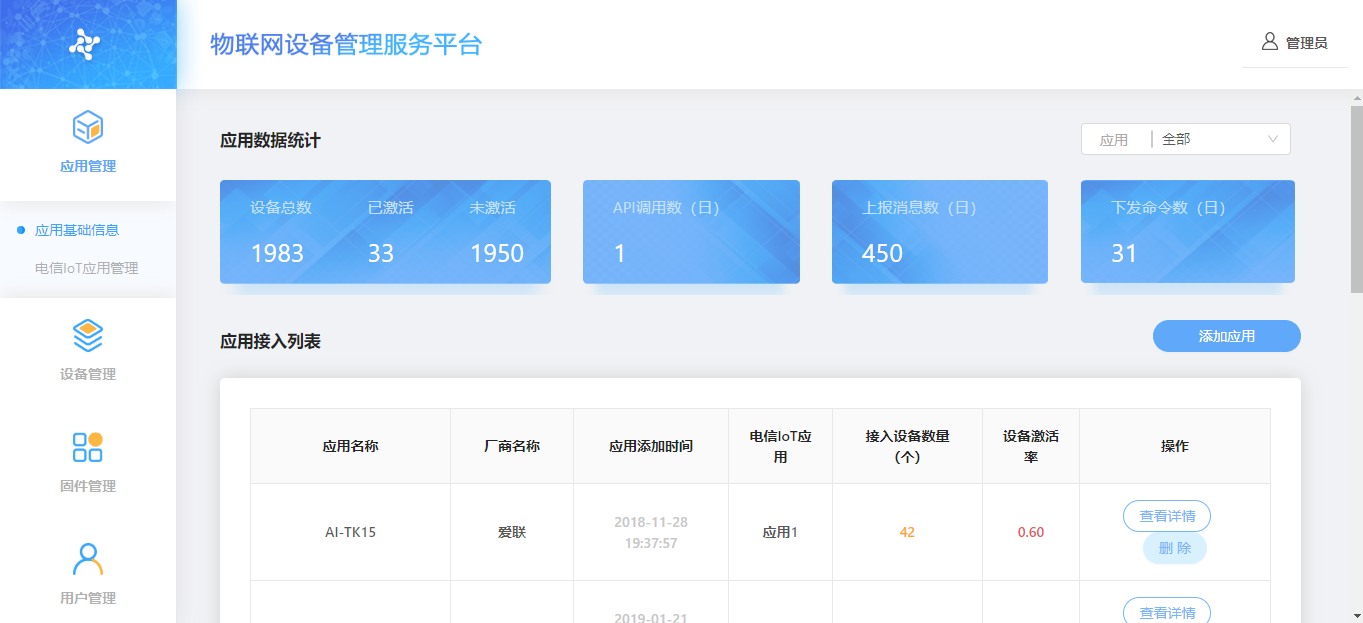 物联网设备管理服务平台
管理员
应用管理
应用基础信息
电信IoT应用管理
设备管理
固件管理
用户管理
应用数据统计
应用 全部
设备总数 已激活 未激活
1983 33 1950
API调用数（日）
1
上报消息数（日）
450
下发命令数（日）
31
应用接入列表
添加应用
应用名称 厂商名称 应用添加时间 电信IoT应 接入设备数量 设备激活 操作
用 （个） 率
AI-TK15 爱联 2018-11-28 应用1 42 0.60 查看详情
19:37:57 删 除
2019-01-21 查看详情